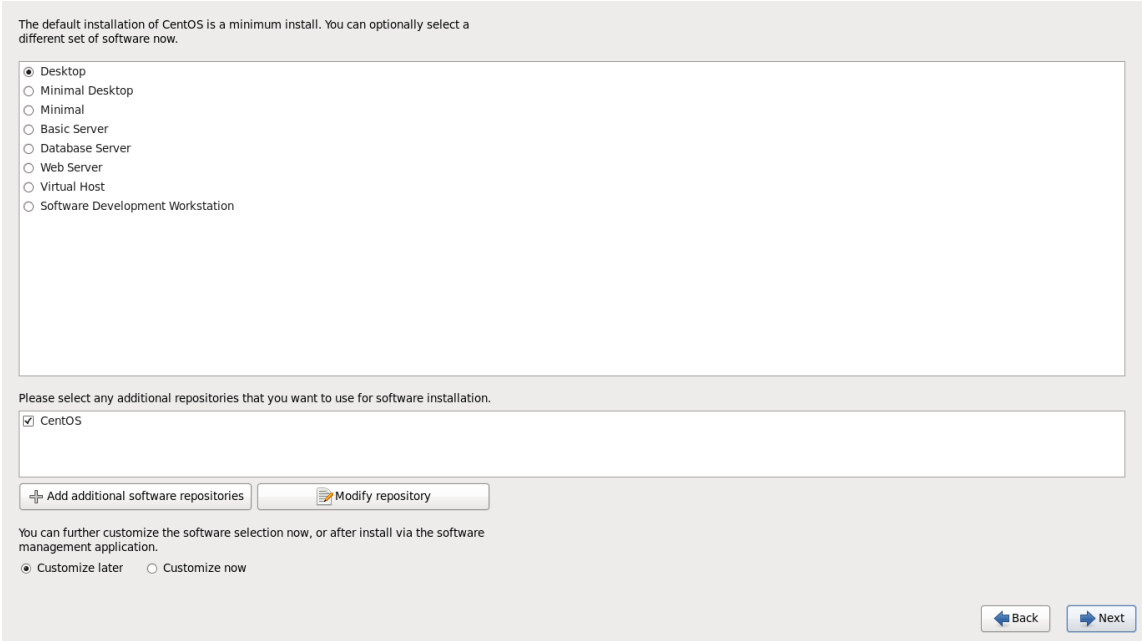 The default installation of CentOS is a minimum install. You can optionally select a
different set of software now.
Desktop
Minimal Desktop
Minimal
Basic Server
Database Server
Web Server
Virtual Host
Software Development Workstation
Please select any additional repositories that you want to use for software installation.
CentOS
Add additional software repositories
Modify repository
You can further customize the software selection now, or after install via the software
management application.
Customize later
Customize now
Back
Next